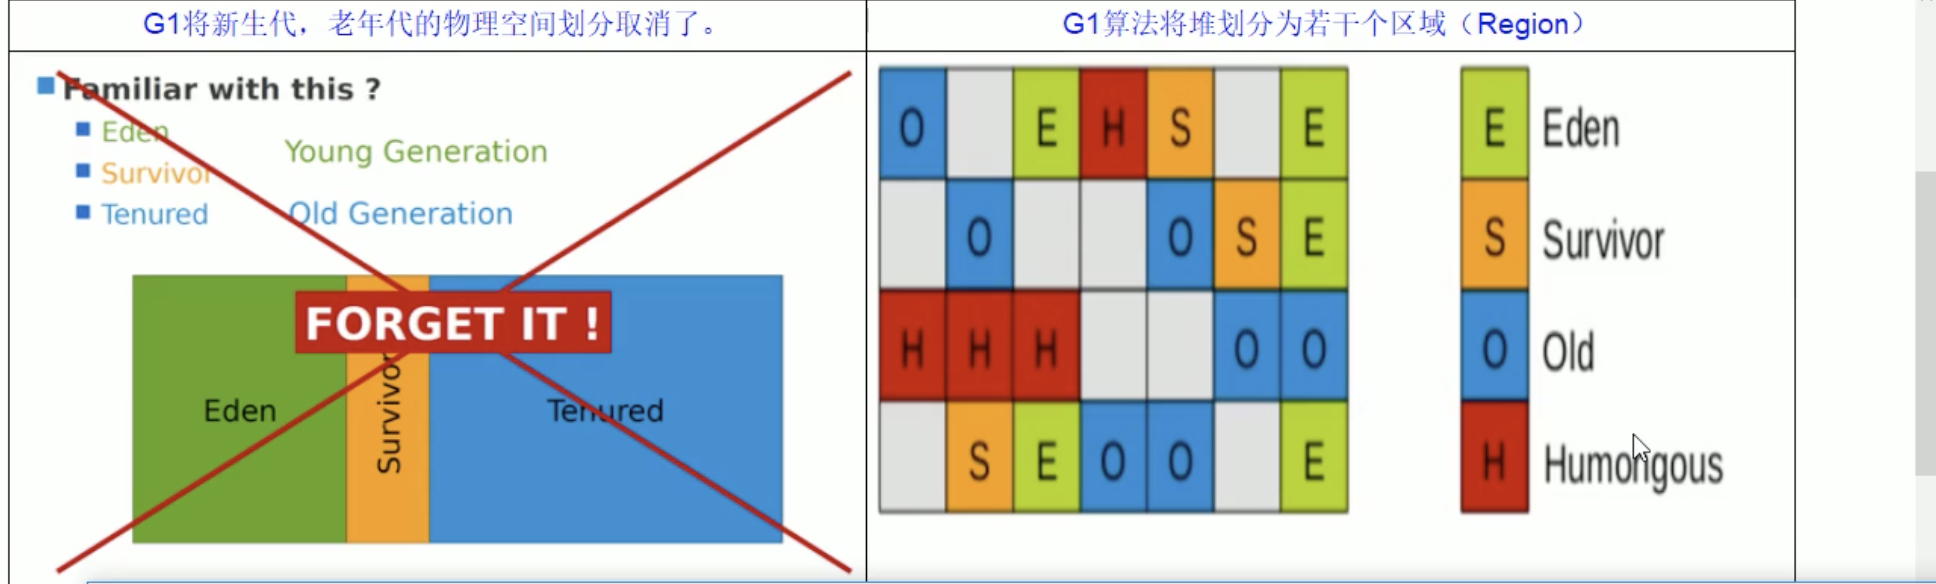 G1将新生代，老年代的物理空间划分取消了。
Familiar with this ?
Eden
Survivor
Tenured
Young Generation
Old Generation
FORGET IT !
Eden
Survivor
Tenured
G1算法将堆划分为若干个区域（Region）
O E H S E
O O S E
H H H O O
S E O O E
E Eden
S Survivor
O Old
H Humongous